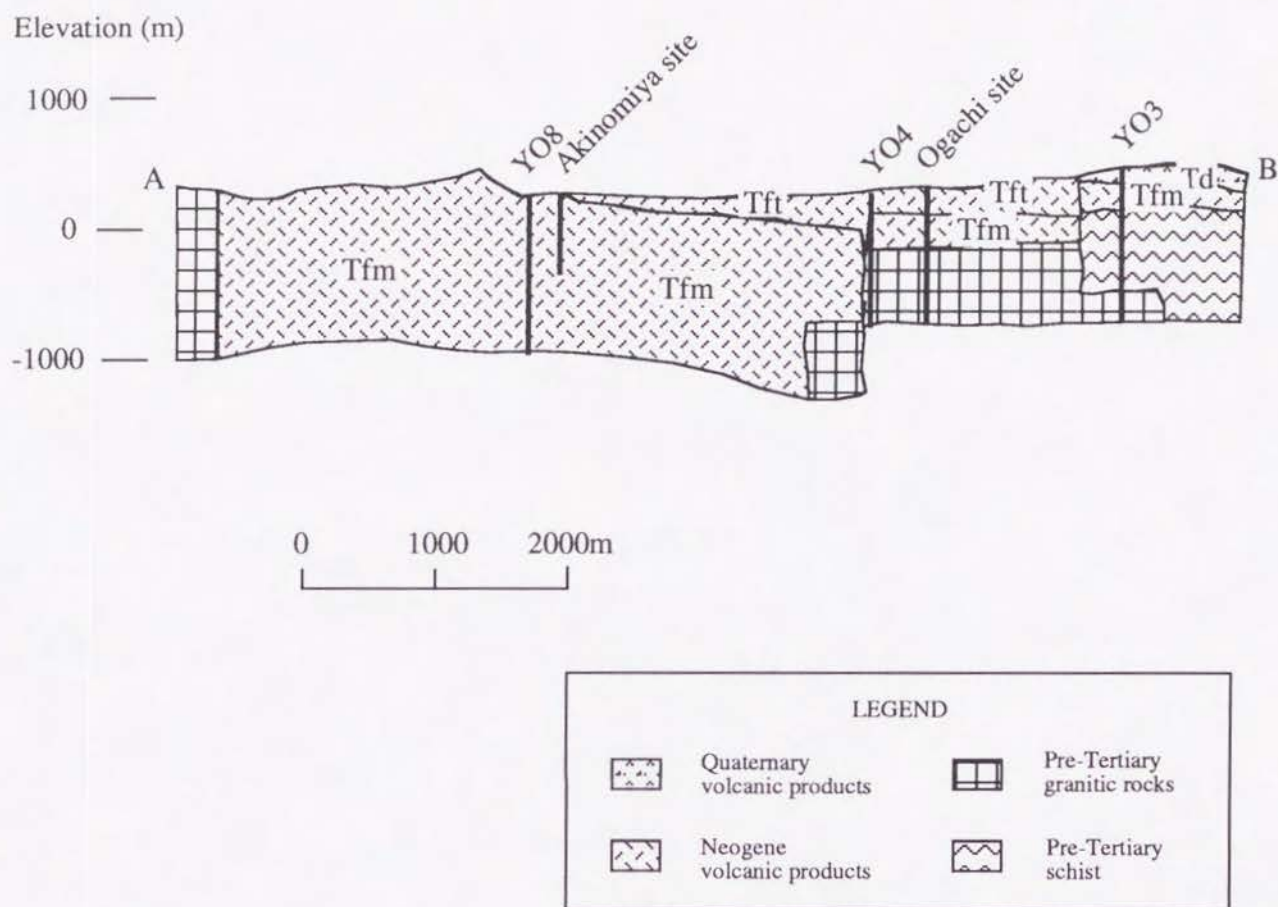 Elevation (m)
1000
0
-1000
A
YO8
Akinomiya site
YO4
Ogachi site
YO3
B
Tft
Tft
Td
Tfm
Tfm
Tfm
Tfm
0 1000 2000m
LEGEND
Quaternary
volcanic products
Pre-Tertiary
granitic rocks
Neogene
volcanic products
Pre-Tertiary
schist